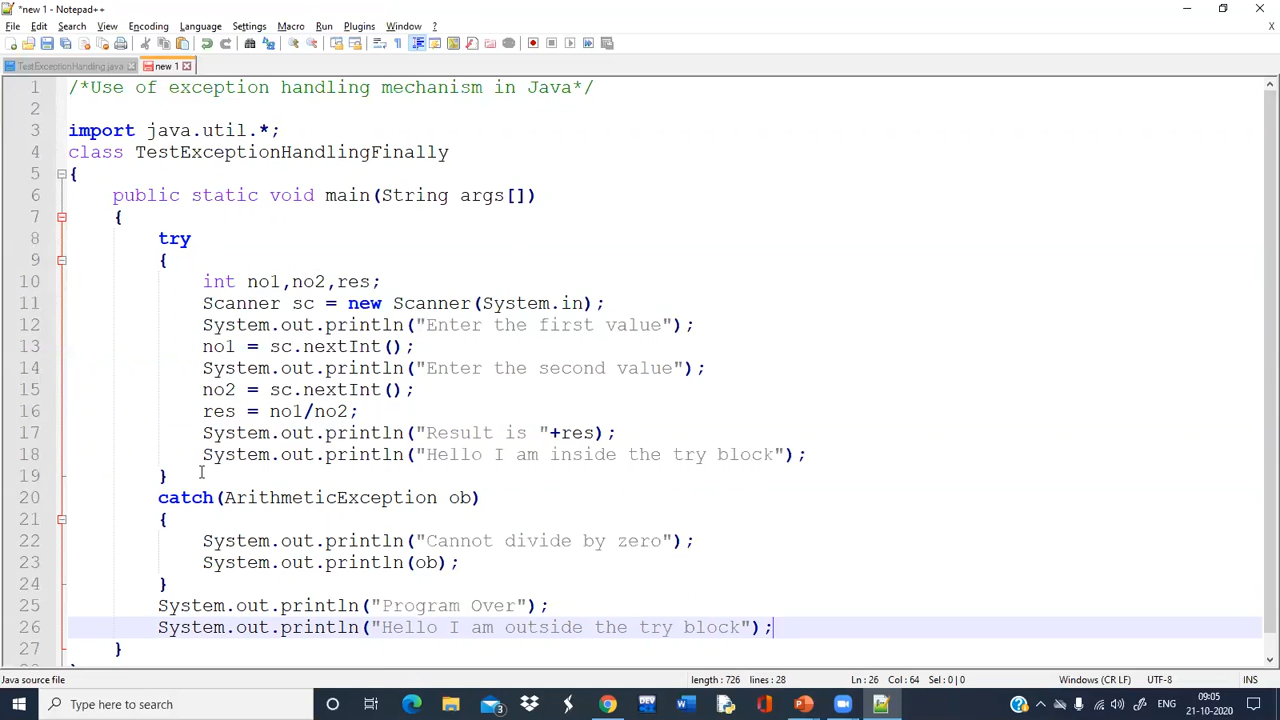 *new 1 - Notepad++
File Edit Search View Encoding Language Settings Macro Run Plugins Window ?
X
TestExceptionHandling.java new 1
1 /*Use of exception handling mechanism in Java*/
2
3 import java.util.*;
4 class TestExceptionHandlingFinally
5 {
6 public static void main(String args[])
7 {
8 try
9 {
10 int no1,no2,res;
11 Scanner sc = new Scanner(System.in);
12 System.out.println("Enter the first value");
13 no1 = sc.nextInt();
14 System.out.println("Enter the second value");
15 no2 = sc.nextInt();
16 res = no1/no2;
17 System.out.println("Result is "+res);
18 System.out.println("Hello I am inside the try block");
19 }
20 catch(ArithmeticException ob)
21 {
22 System.out.println("Cannot divide by zero");
23 System.out.println(ob);
24 }
25 System.out.println("Program Over");
26 System.out.println("Hello I am outside the try block");
27 }
Java source file length : 726 lines : 28 Ln : 26 Col : 64 Sel : 0 | 0 Windows (CR LF) UTF-8 INS
Type here to search 3 DEV ENG 09:05
21-10-2020